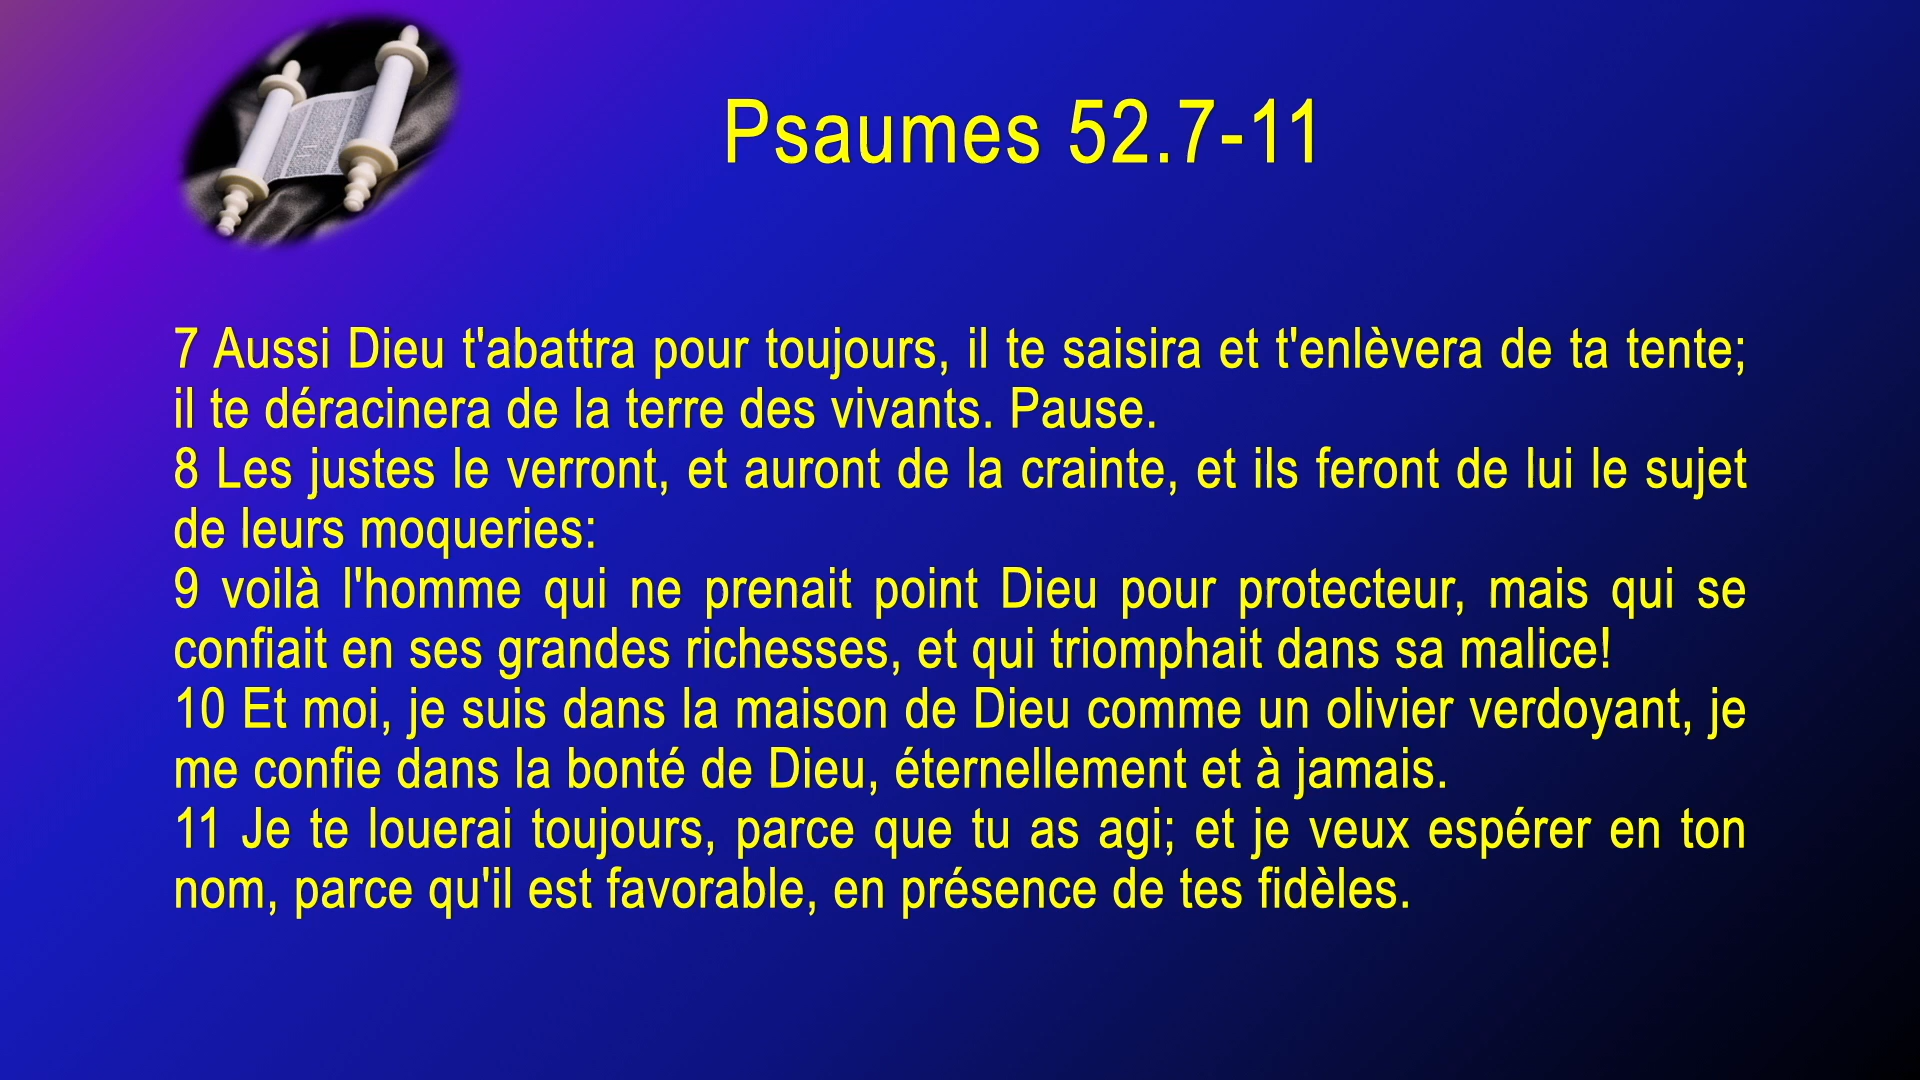 Psaumes 52.7-11
7 Aussi Dieu t'abattra pour toujours, il te saisira et t'enlèvera de ta tente;
il te déracinera de la terre des vivants. Pause.
8 Les justes le verront, et auront de la crainte, et ils feront de lui le sujet
de leurs moqueries:
9 voilà l'homme qui ne prenait point Dieu pour protecteur, mais qui se
confiait en ses grandes richesses, et qui triomphait dans sa malice!
10 Et moi, je suis dans la maison de Dieu comme un olivier verdoyant, je
me confie dans la bonté de Dieu, éternellement et à jamais.
11 Je te louerai toujours, parce que tu as agi; et je veux espérer en ton
nom, parce qu'il est favorable, en présence de tes fidèles.